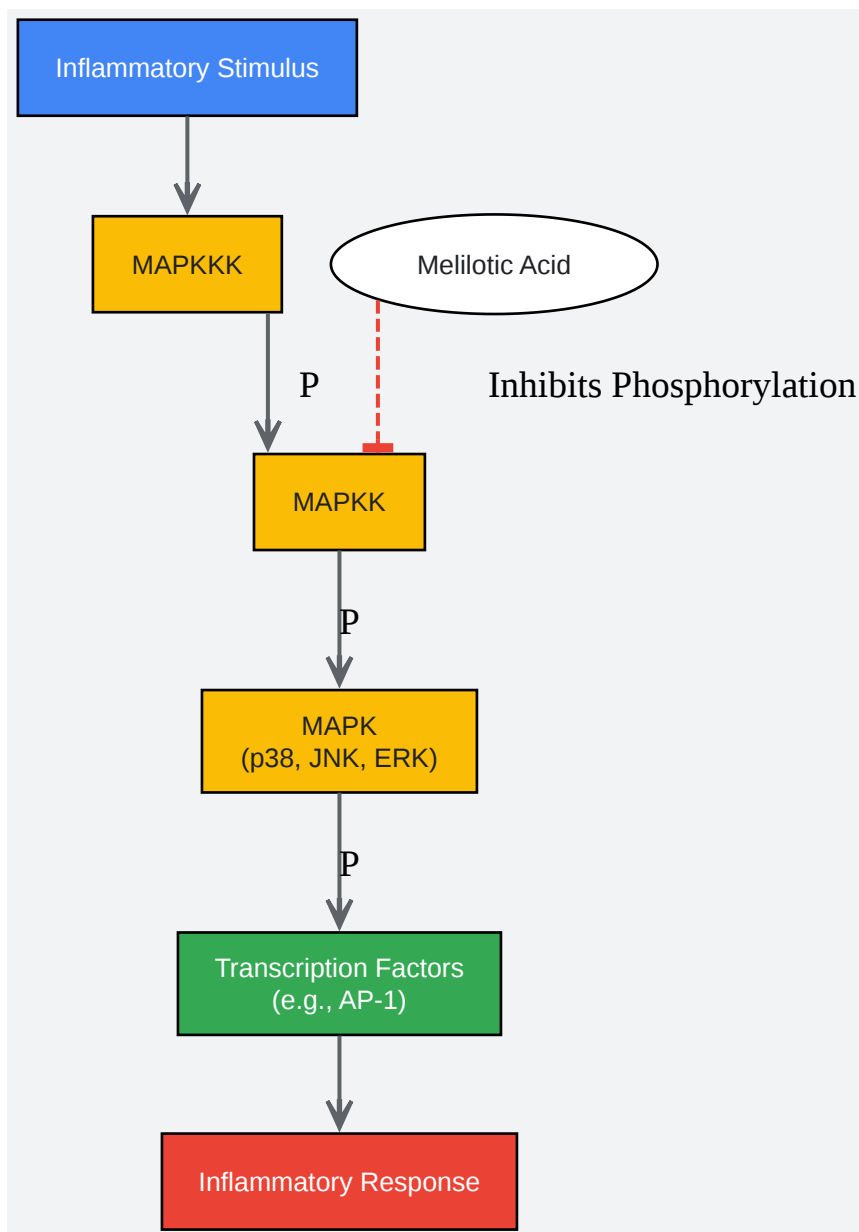 Inflammatory Stimulus
MAPKKK
Melilotic Acid
P
Inhibits Phosphorylation
MAPKK
P
MAPK
(p38, JNK, ERK)
P
Transcription Factors
(e.g., AP-1)
Inflammatory Response